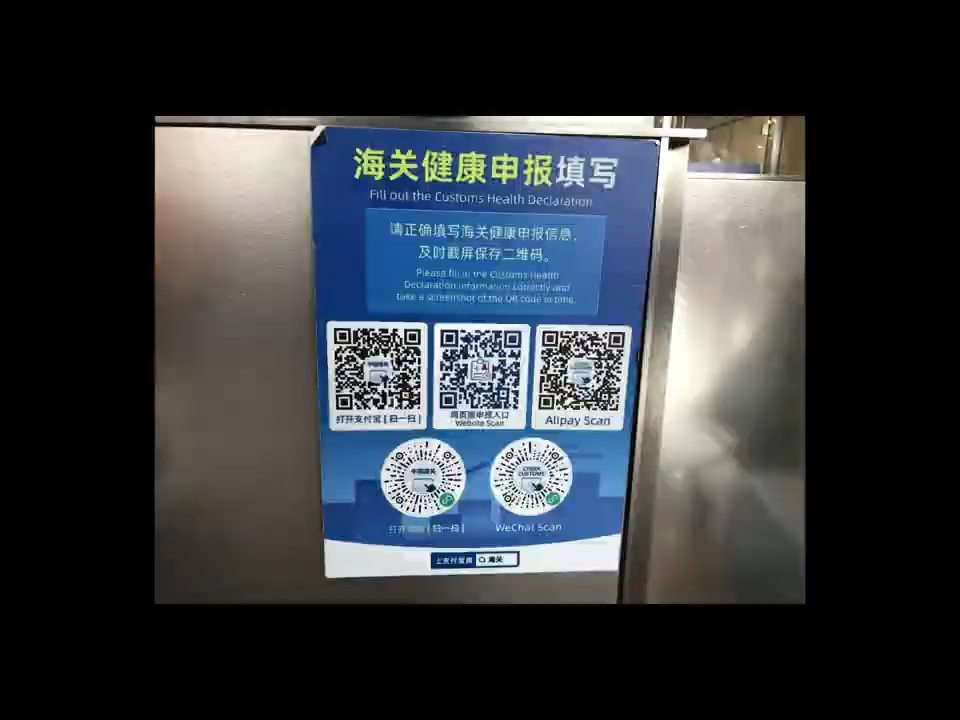 海关健康申报填写
Fill out the Customs Health Declaration
请正确填写海关健康申报信息，
及时截屏保存二维码。
Please fill in the Customs Health
Declaration information correctly and
take a screenshot of the QR code in time.
打开支付宝 [ 扫一扫 ]
网页版申报入口
Website Scan
Alipay Scan
中国海关
CHINA
CUSTOMS
打开微信 [ 扫一扫 ]
WeChat Scan
上支付宝搜 海关